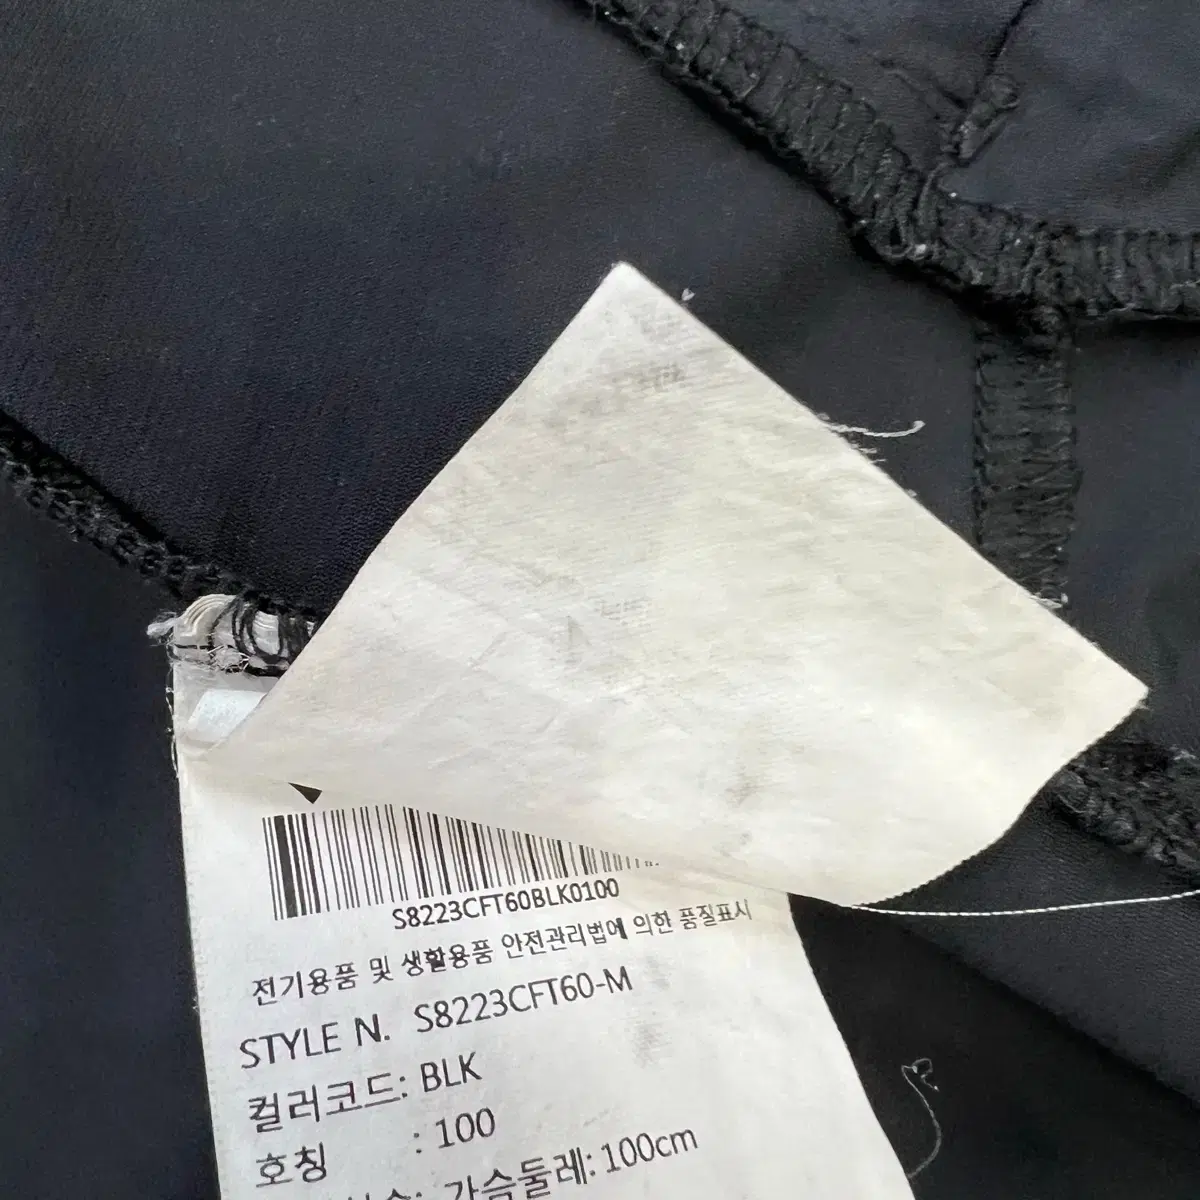 S8223CFT60BLK0100
전기용품 및 생활용품 안전관리법에 의한 품질표시
STYLE N. S8223CFT60-M
컬러코드: BLK
호칭 : 100
가슴둘레: 100cm